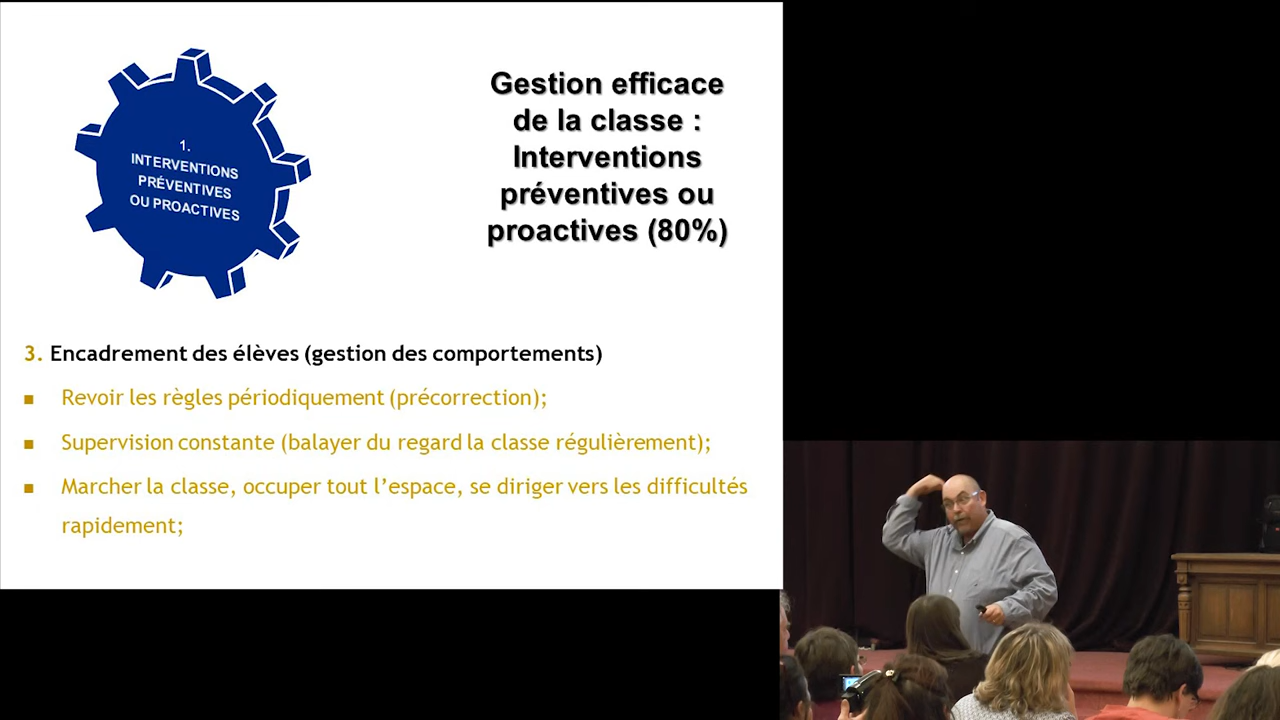 1.
INTERVENTIONS
PRÉVENTIVES
OU PROACTIVES
Gestion efficace
de la classe :
Interventions
préventives ou
proactives (80%)
3. Encadrement des élèves (gestion des comportements)
▪ Revoir les règles périodiquement (précorrection);
▪ Supervision constante (balayer du regard la classe régulièrement);
▪ Marcher la classe, occuper tout l’espace, se diriger vers les difficultés
rapidement;